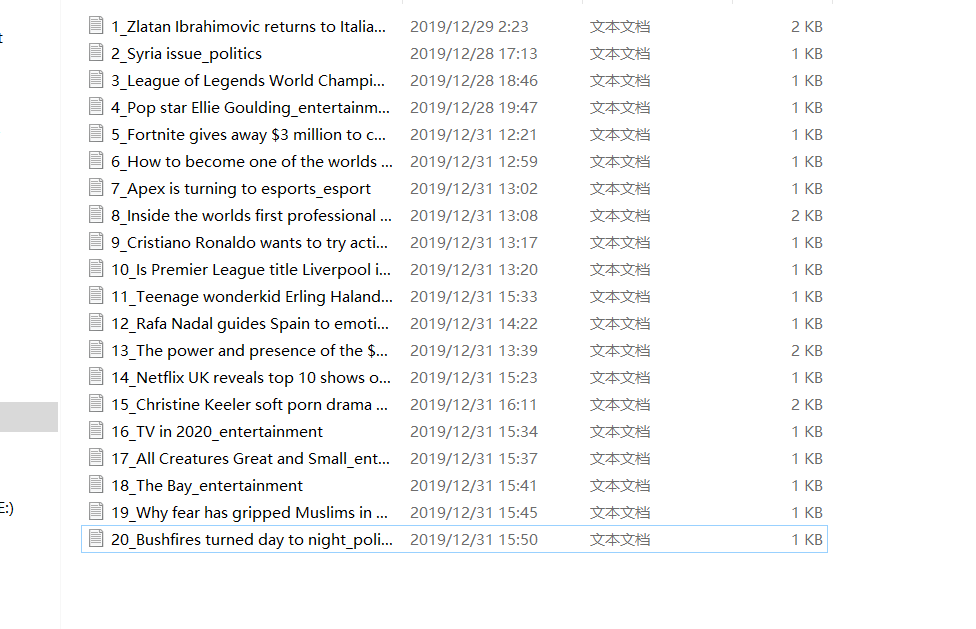 t
1_Zlatan Ibrahimovic returns to Italia... 2019/12/29 2:23 文本文档 2 KB
2_Syria issue_politics 2019/12/28 17:13 文本文档 1 KB
3_League of Legends World Champi... 2019/12/28 18:46 文本文档 1 KB
4_Pop star Ellie Goulding_entertainm... 2019/12/28 19:47 文本文档 1 KB
5_Fortnite gives away $3 million to c... 2019/12/31 12:21 文本文档 1 KB
6_How to become one of the worlds ... 2019/12/31 12:59 文本文档 1 KB
7_Apex is turning to esports_esport 2019/12/31 13:02 文本文档 1 KB
8_Inside the worlds first professional ... 2019/12/31 13:08 文本文档 2 KB
9_Cristiano Ronaldo wants to try acti... 2019/12/31 13:17 文本文档 1 KB
10_Is Premier League title Liverpool i... 2019/12/31 13:20 文本文档 1 KB
11_Teenage wonderkid Erling Haland... 2019/12/31 15:33 文本文档 1 KB
12_Rafa Nadal guides Spain to emoti... 2019/12/31 14:22 文本文档 1 KB
13_The power and presence of the $... 2019/12/31 13:39 文本文档 2 KB
14_Netflix UK reveals top 10 shows o... 2019/12/31 15:23 文本文档 1 KB
15_Christine Keeler soft porn drama ... 2019/12/31 16:11 文本文档 2 KB
16_TV in 2020_entertainment 2019/12/31 15:34 文本文档 1 KB
17_All Creatures Great and Small_ent... 2019/12/31 15:37 文本文档 1 KB
18_The Bay_entertainment 2019/12/31 15:41 文本文档 1 KB
E:)
19_Why fear has gripped Muslims in ... 2019/12/31 15:45 文本文档 1 KB
20_Bushfires turned day to night_poli... 2019/12/31 15:50 文本文档 1 KB